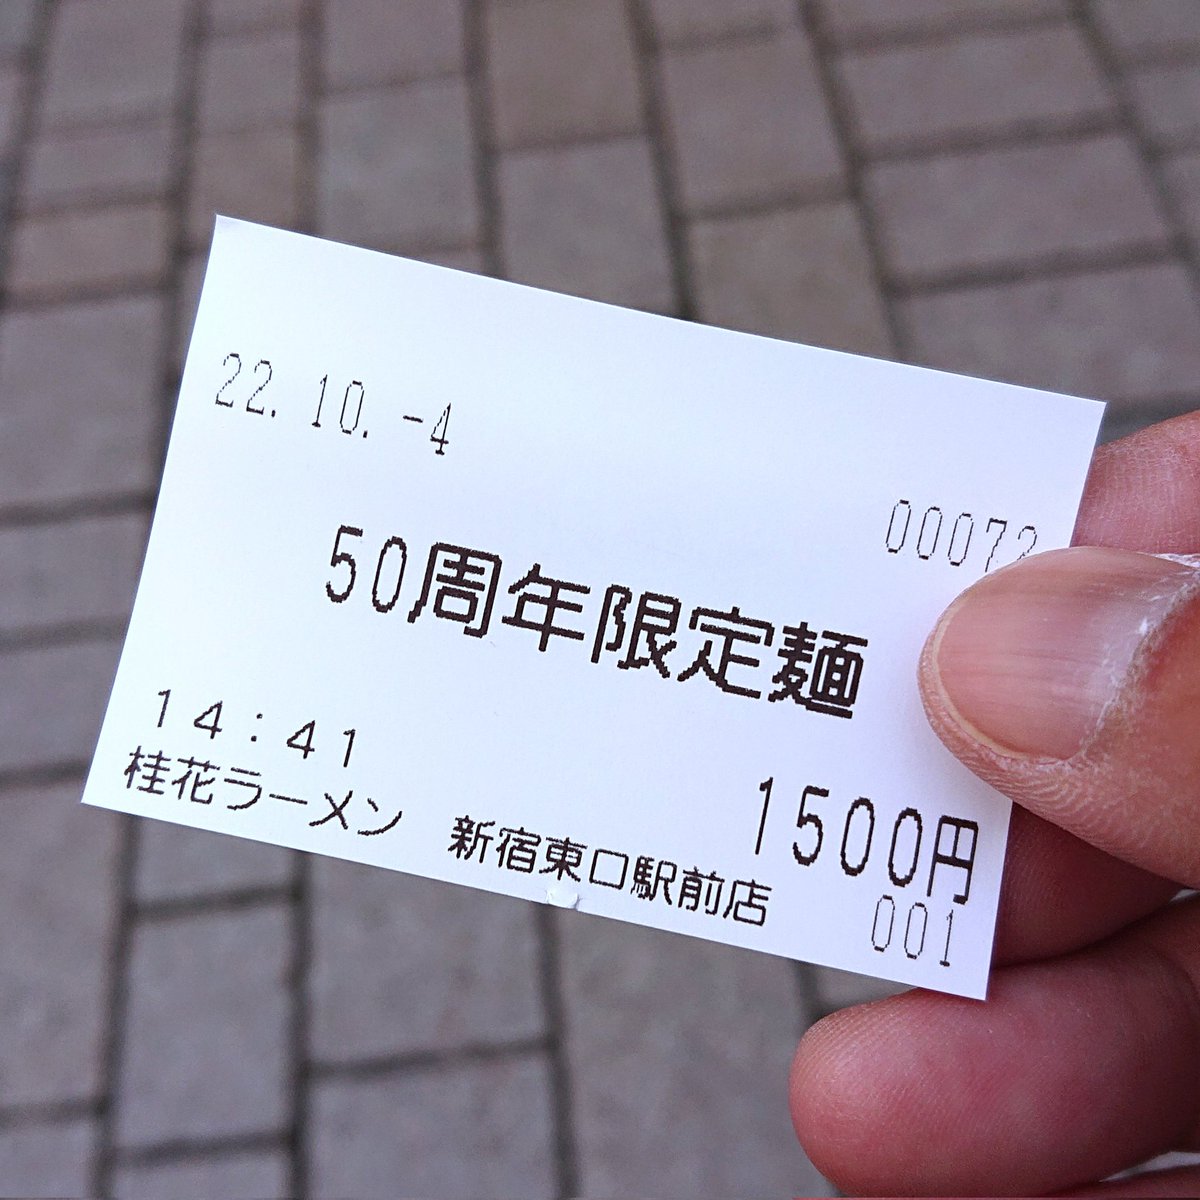 22.10.-4
00072
50周年限定麺
14:41
1500円
桂花ラーメン 新宿東口駅前店
001